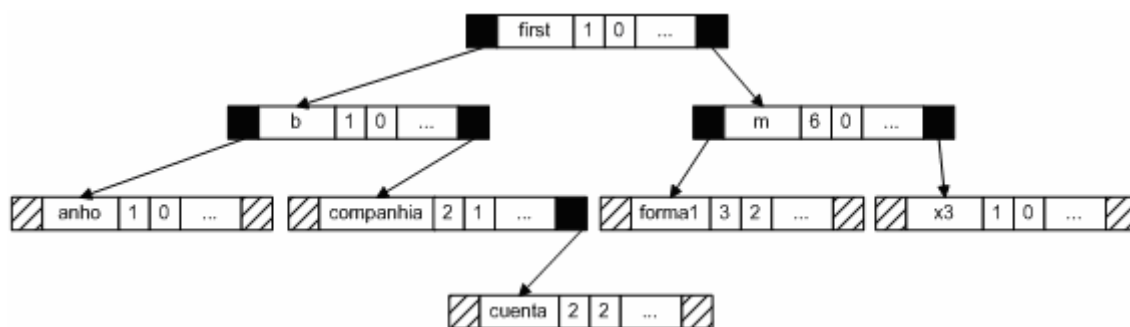 first 1 0 ...
b 1 0 ... m 6 0 ...
anho 1 0 ... companhia 2 1 ... forma1 3 2 ... x3 1 0 ...
cuenta 2 2 ...